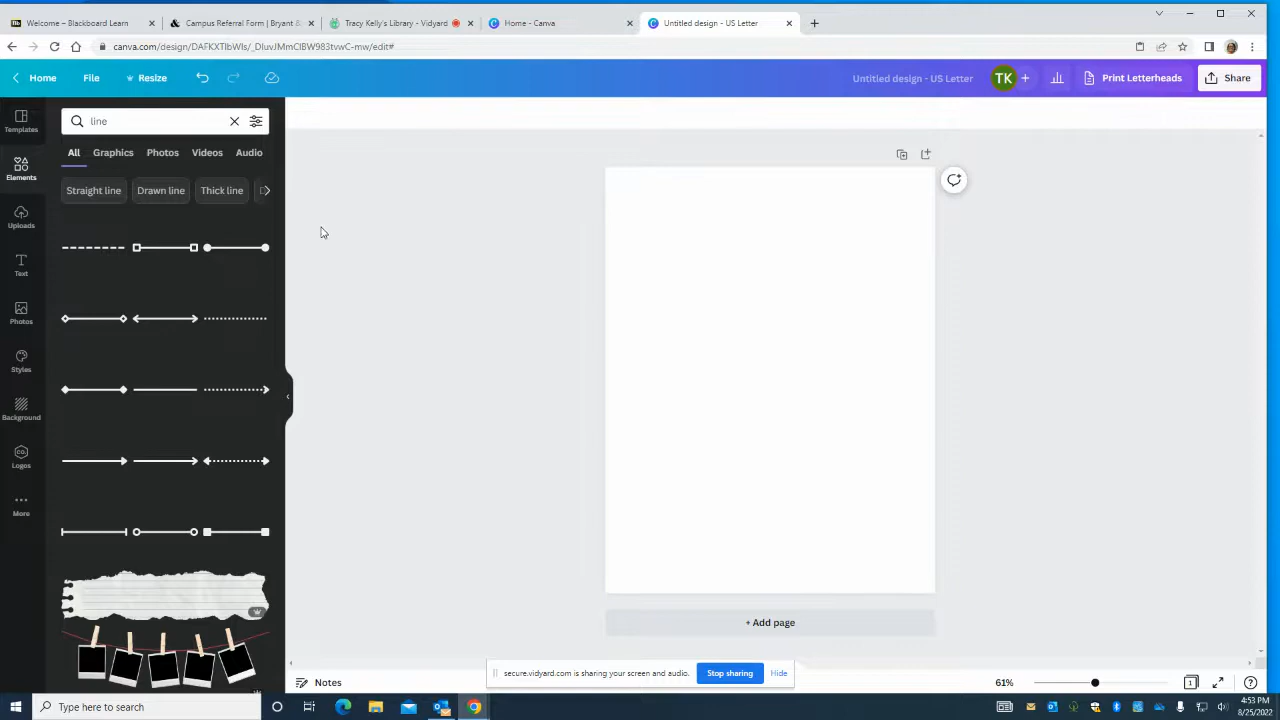 Welcome – Blackboard Learn
Campus Referral Form | Bryant &
Tracy Kelly's Library - Vidyard
Home - Canva
Untitled design - US Letter
canva.com/design/DAFKXTlbWls/_DluvJMmClBW983tvwC-mw/edit#
Home
File
Resize
Untitled design - US Letter
TK
Print Letterheads
Share
Templates
Elements
Uploads
Text
Photos
Styles
Background
CO.
Logos
More
line
All
Graphics
Photos
Videos
Audio
Straight line
Drawn line
Thick line
+ Add page
secure.vidyard.com is sharing your screen and audio.
Stop sharing
Hide
Notes
61%
1
Type here to search
4:53 PM
8/25/2022